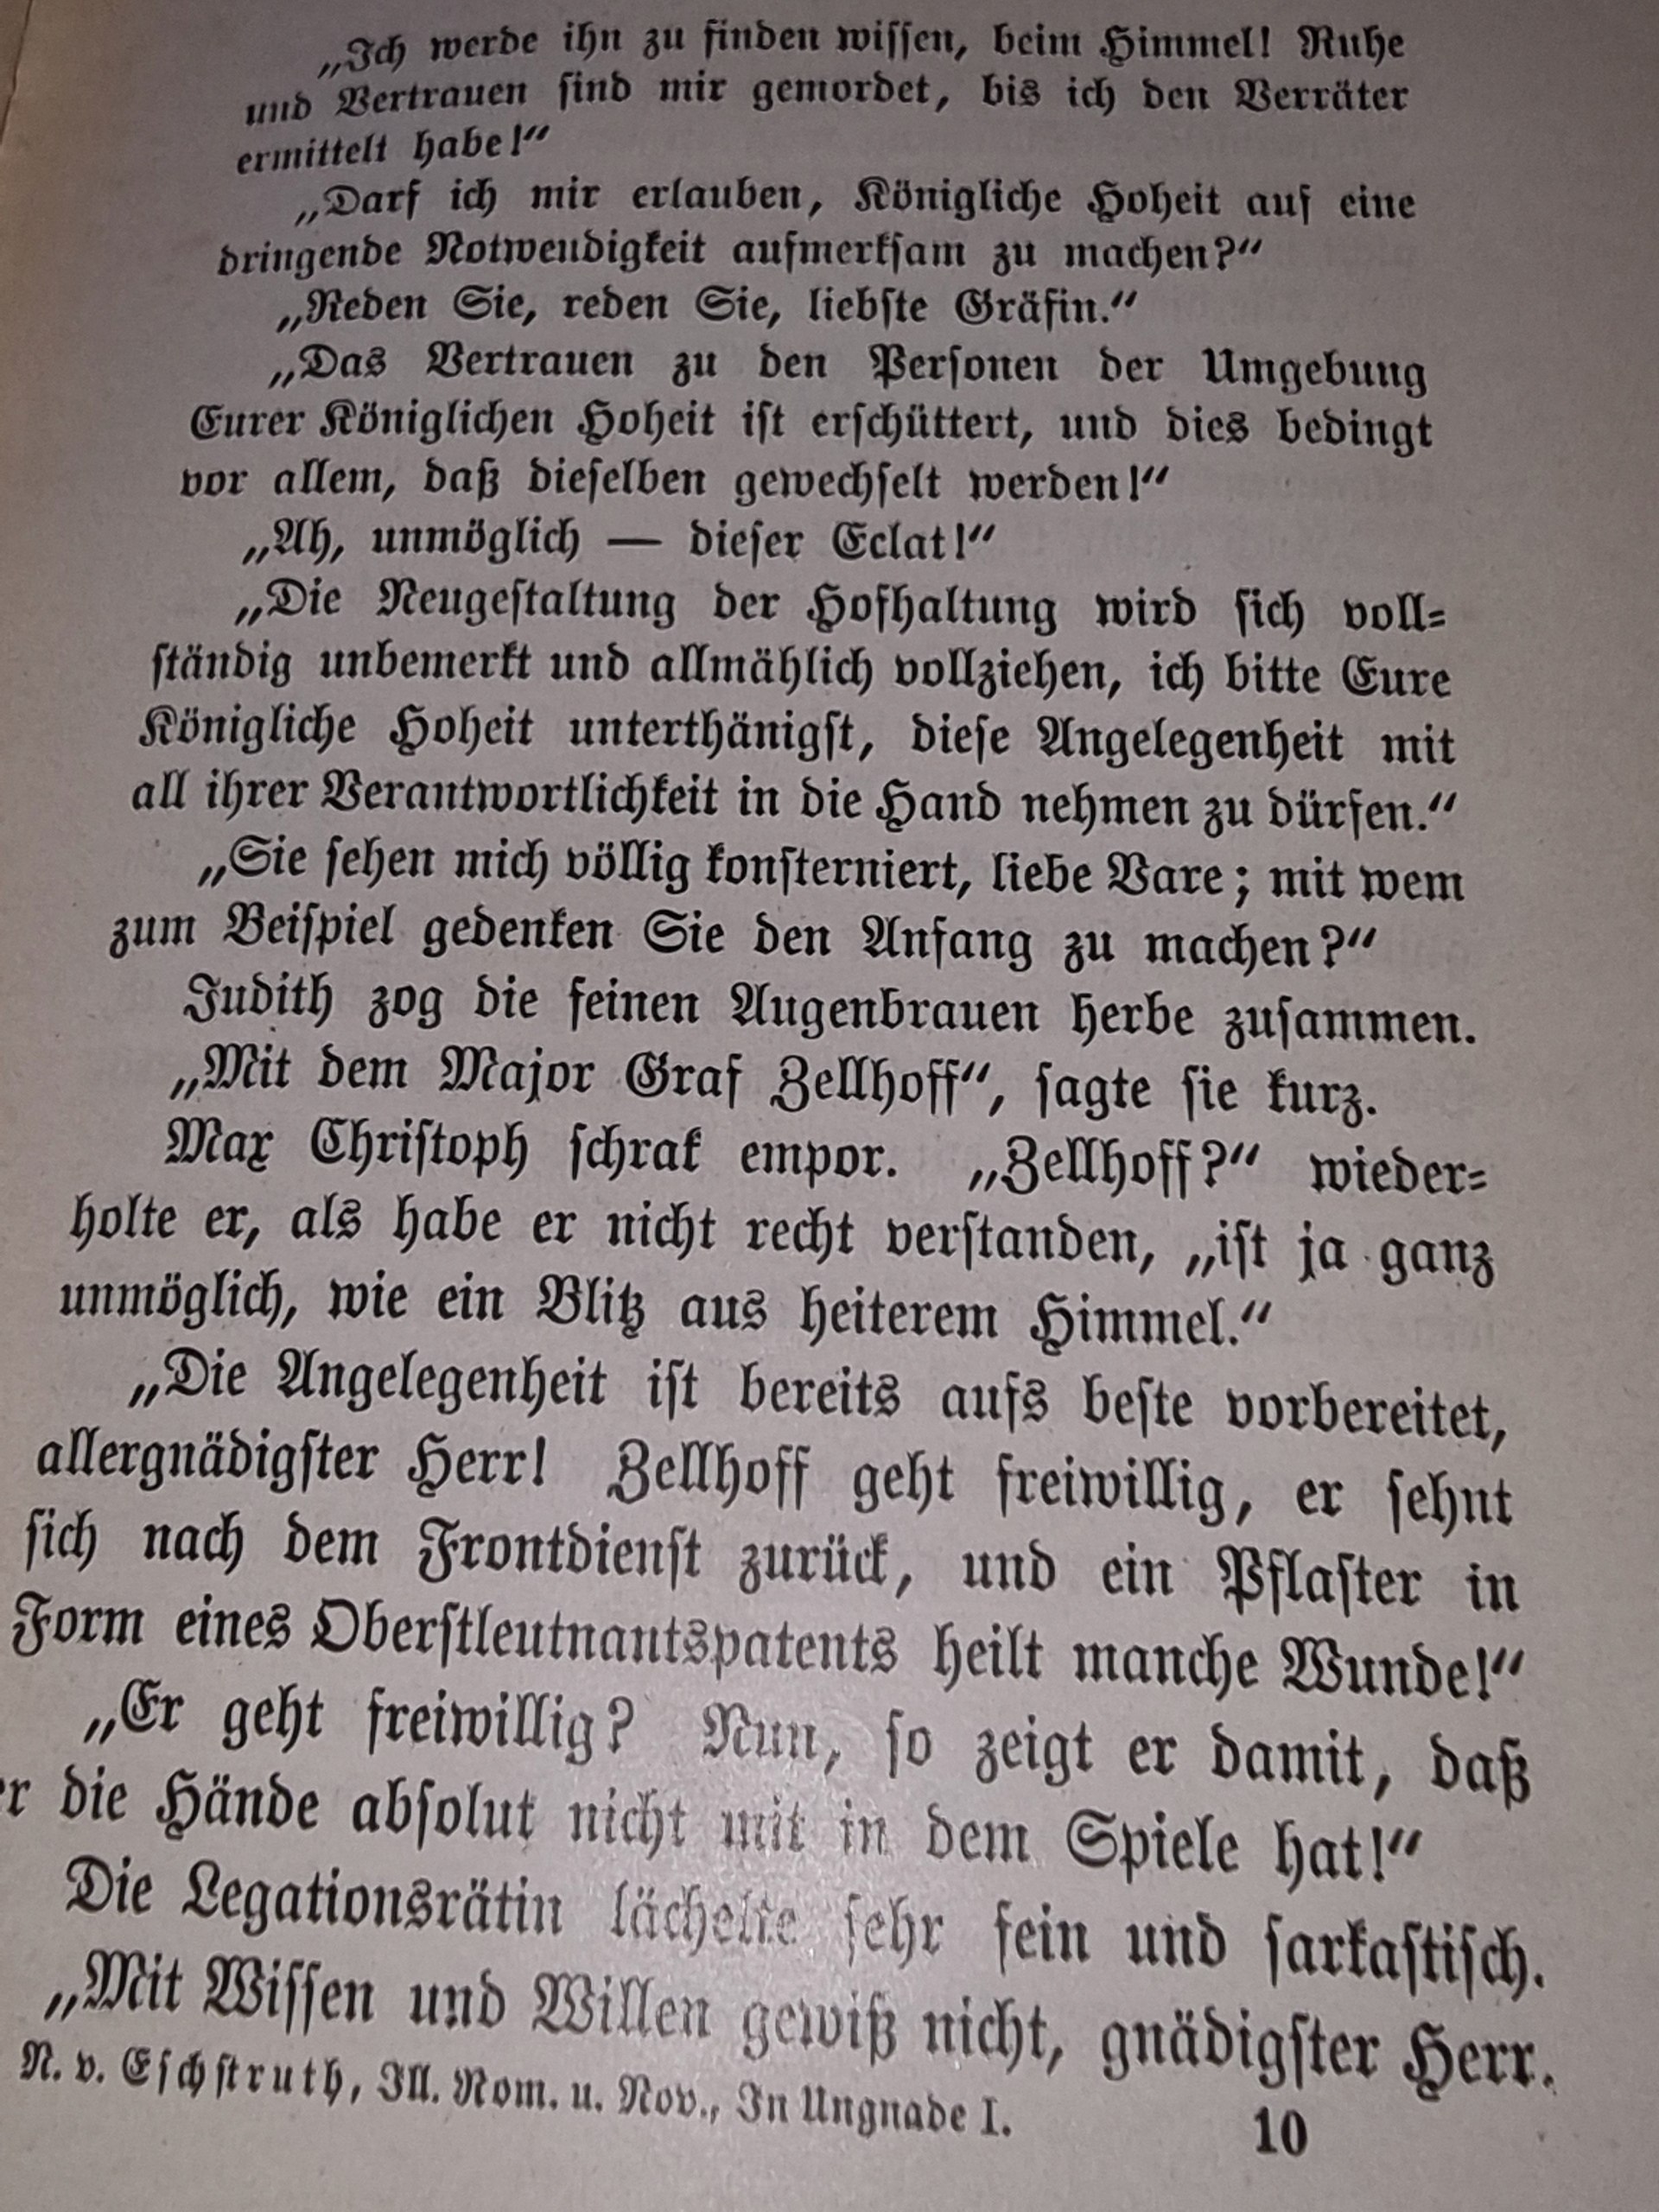 „Ich werde ihn zu finden wissen, beim Himmel! Ruhe
und Vertrauen sind mir gemordet, bis ich den Verräter
ermittelt habe!“
„Darf ich mir erlauben, Königliche Hoheit auf eine
dringende Notwendigkeit aufmerksam zu machen?“
„Reden Sie, reden Sie, liebste Gräfin.“
„Das Vertrauen zu den Personen der Umgebung
Eurer Königlichen Hoheit ist erschüttert, und dies bedingt
vor allem, daß dieselben gewechselt werden!“
„Ah, unmöglich — dieser Eclat!“
„Die Neugestaltung der Hofhaltung wird sich voll-
ständig unbemerkt und allmählich vollziehen, ich bitte Eure
Königliche Hoheit unterthänigst, diese Angelegenheit mit
all ihrer Verantwortlichkeit in die Hand nehmen zu dürfen.“
„Sie sehen mich völlig konsterniert, liebe Vare; mit wem
zum Beispiel gedenken Sie den Anfang zu machen?“
Judith zog die feinen Augenbrauen herbe zusammen.
„Mit dem Major Graf Zellhoff“, sagte sie kurz.
Max Christoph schrak empor. „Zellhoff?“ wieder-
holte er, als habe er nicht recht verstanden, „ist ja ganz
unmöglich, wie ein Blitz aus heiterem Himmel.“
„Die Angelegenheit ist bereits aufs beste vorbereitet,
allergnädigster Herr! Zellhoff geht freiwillig, er sehnt
sich nach dem Frontdienst zurück, und ein Pflaster in
Form eines Oberstleutnantspatents heilt manche Wunde!“
„Er geht freiwillig? Nun, so zeigt er damit, daß
er die Hände absolut nicht mit in dem Spiele hat!“
Die Legationsrätin lächelte sehr fein und sarkastisch.
„Mit Wissen und Willen gewiß nicht, gnädigster Herr.
N. v. Eschstruth, Ill. Rom. u. Nov., In Ungnade I. 10